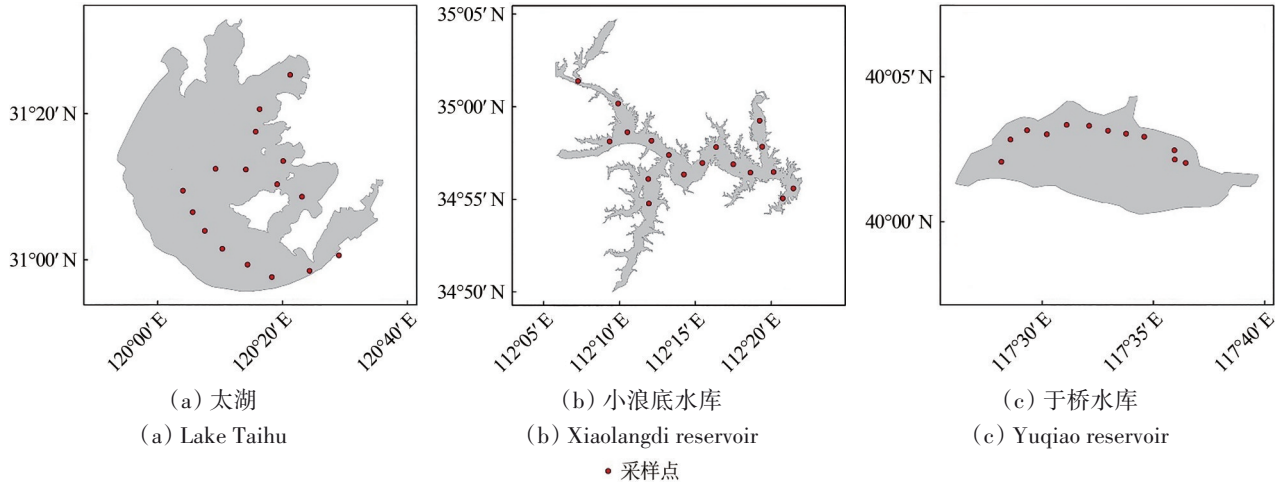 31°20′ N
31°00′ N
120°00′ E
120°20′ E
120°40′ E
(a) 太湖
(a) Lake Taihu
35°05′ N
35°00′ N
34°55′ N
34°50′ N
112°05′ E
112°10′ E
112°15′ E
112°20′ E
(b) 小浪底水库
(b) Xiaolangdi reservoir
40°05′ N
40°00′ N
117°30′ E
117°35′ E
117°40′ E
(c) 于桥水库
(c) Yuqiao reservoir
采样点